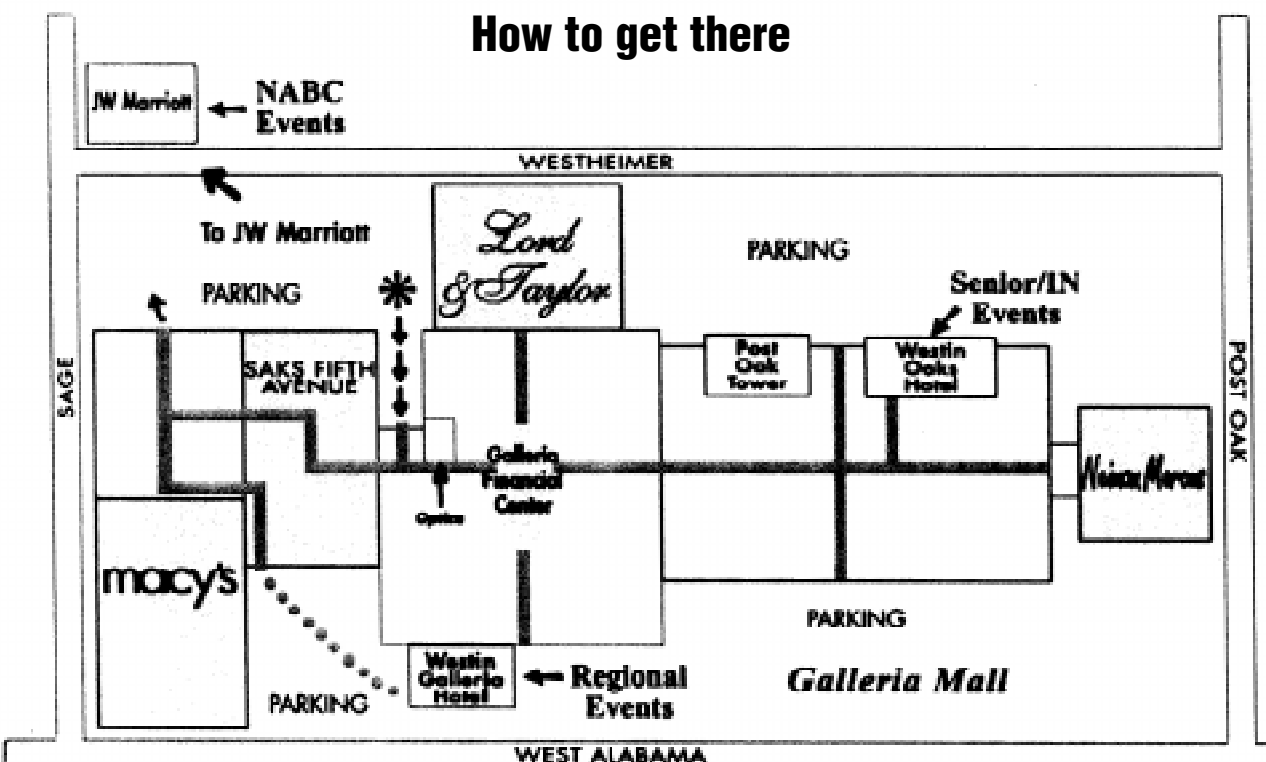 How to get there
JW Marriott
NABC
Events
WESTHEIMER
To JW Marriott
PARKING
Lord
& Taylor
PARKING
Senior/IN
Events
SAKS FIFTH
AVENUE
Post
Oak
Tower
Westin
Oaks
Hotel
SAGE
POST OAK
Galleria
Financial
Center
Neiman Marcus
macy's
PARKING
Westin
Galleria
Hotel
Regional
Events
Galleria Mall
PARKING
WEST ALABAMA